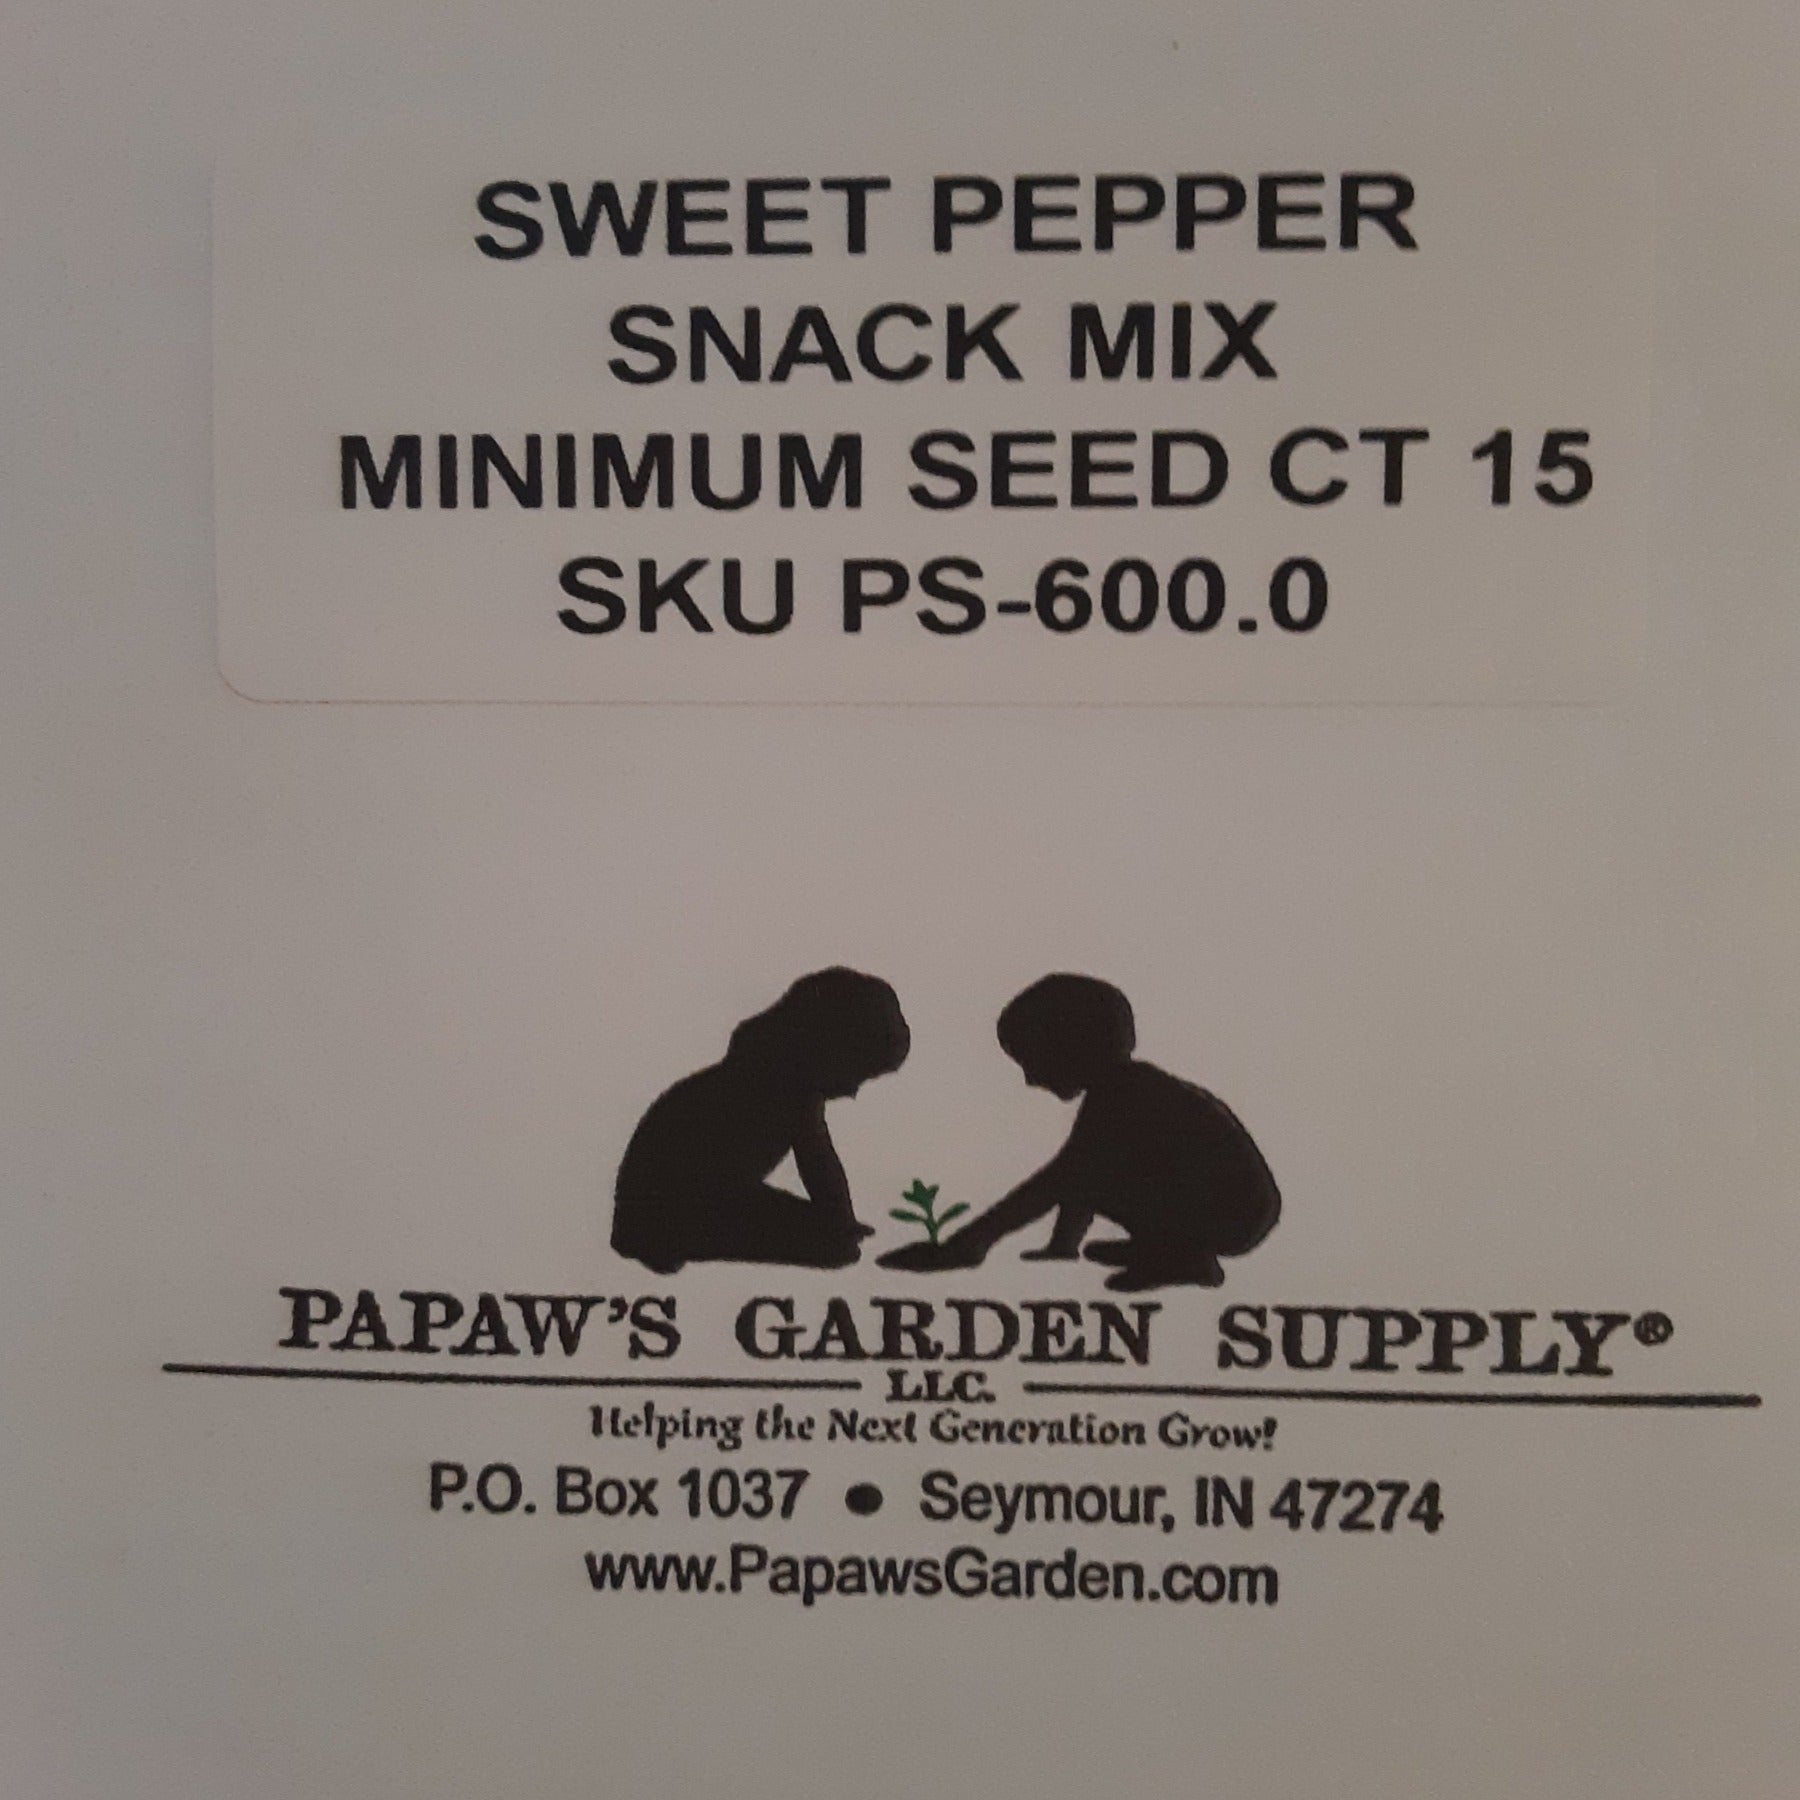 SWEET PEPPER
SNACK MIX
MINIMUM SEED CT 15
SKU PS-600.0
PAPAW'S GARDEN SUPPLY®
LLC.
Helping the Next Generation Grow!
P.O. Box 1037 ● Seymour, IN 47274
www.PapawsGarden.com